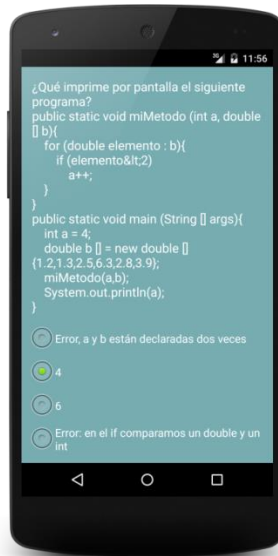 3G 11:56
¿Qué imprime por pantalla el siguiente
programa?
public static void miMetodo (int a, double
[] b){
for (double elemento : b){
if (elemento&lt;2)
a++;
}
}
public static void main (String [] args){
int a = 4;
double b [] = new double []
{1.2,1.3,2.5,6.3,2.8,3.9};
miMetodo(a,b);
System.out.println(a);
}
Error, a y b están declaradas dos veces
4
6
Error: en el if comparamos un double y un
int